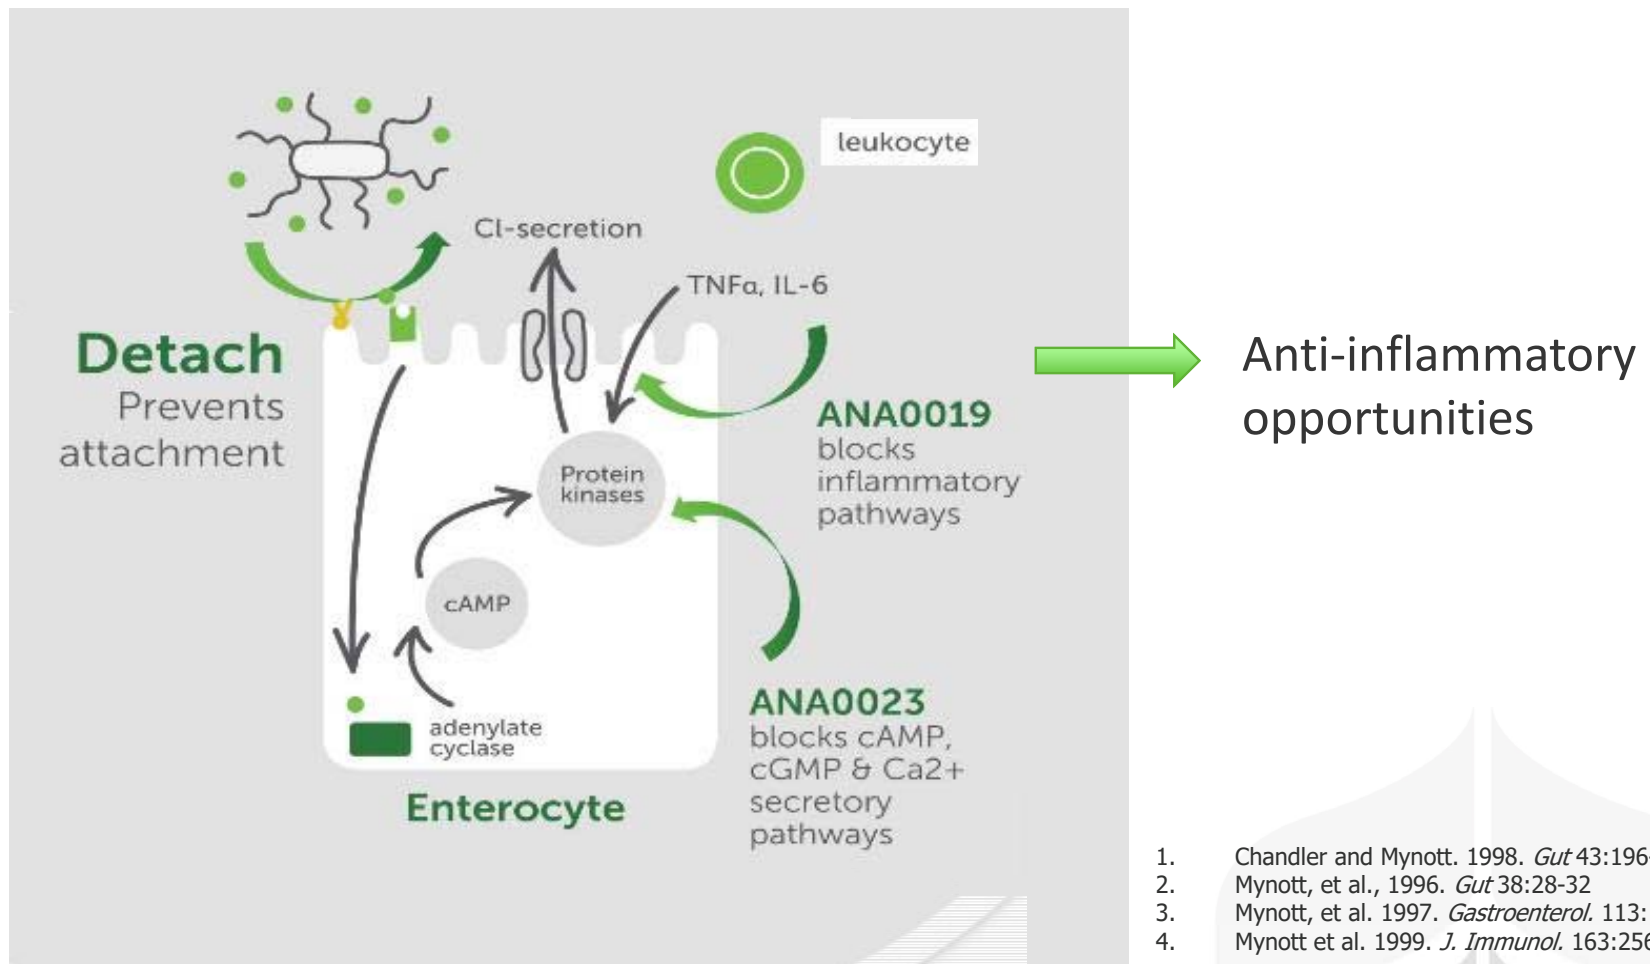 leukocyte
Cl-secretion
TNFα, IL-6
Detach
Prevents
attachment
Anti-inflammatory
opportunities
ANA0019
blocks
inflammatory
pathways
Protein
kinases
cAMP
adenylate
cyclase
ANA0023
blocks cAMP,
cGMP & Ca2+
secretory
pathways
Enterocyte
1. Chandler and Mynott. 1998. Gut 43:196-
2. Mynott, et al., 1996. Gut 38:28-32
3. Mynott, et al. 1997. Gastroenterol. 113:
4. Mynott et al. 1999. J. Immunol. 163:256